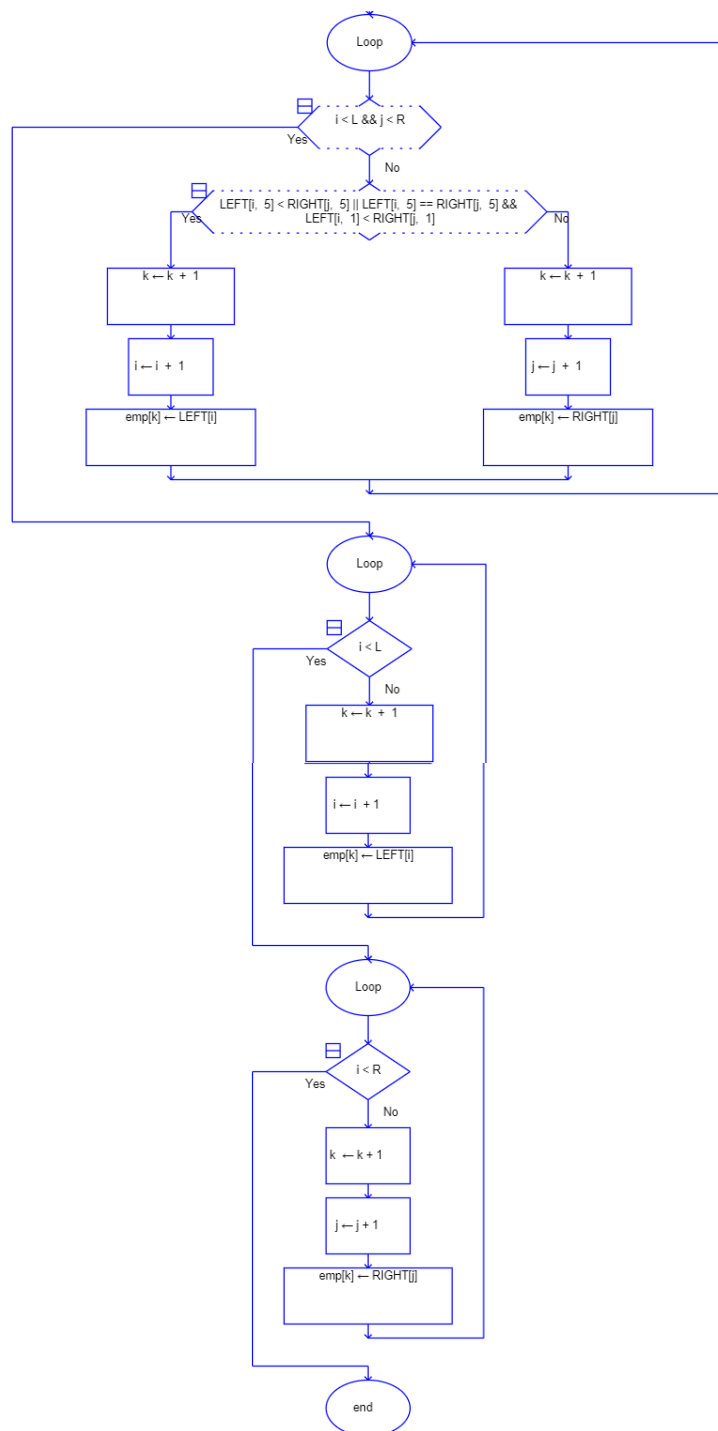 Loop
i < L && j < R
Yes
No
LEFT[i, 5] < RIGHT[j, 5] || LEFT[i, 5] == RIGHT[j, 5] &&
LEFT[i, 1] < RIGHT[j, 1]
Yes
No
k ← k + 1
i ← i + 1
emp[k] ← LEFT[i]
k ← k + 1
j ← j + 1
emp[k] ← RIGHT[j]
Loop
i < L
Yes
No
k ← k + 1
i ← i + 1
emp[k] ← LEFT[i]
Loop
i < R
Yes
No
k ← k + 1
j ← j + 1
emp[k] ← RIGHT[j]
end